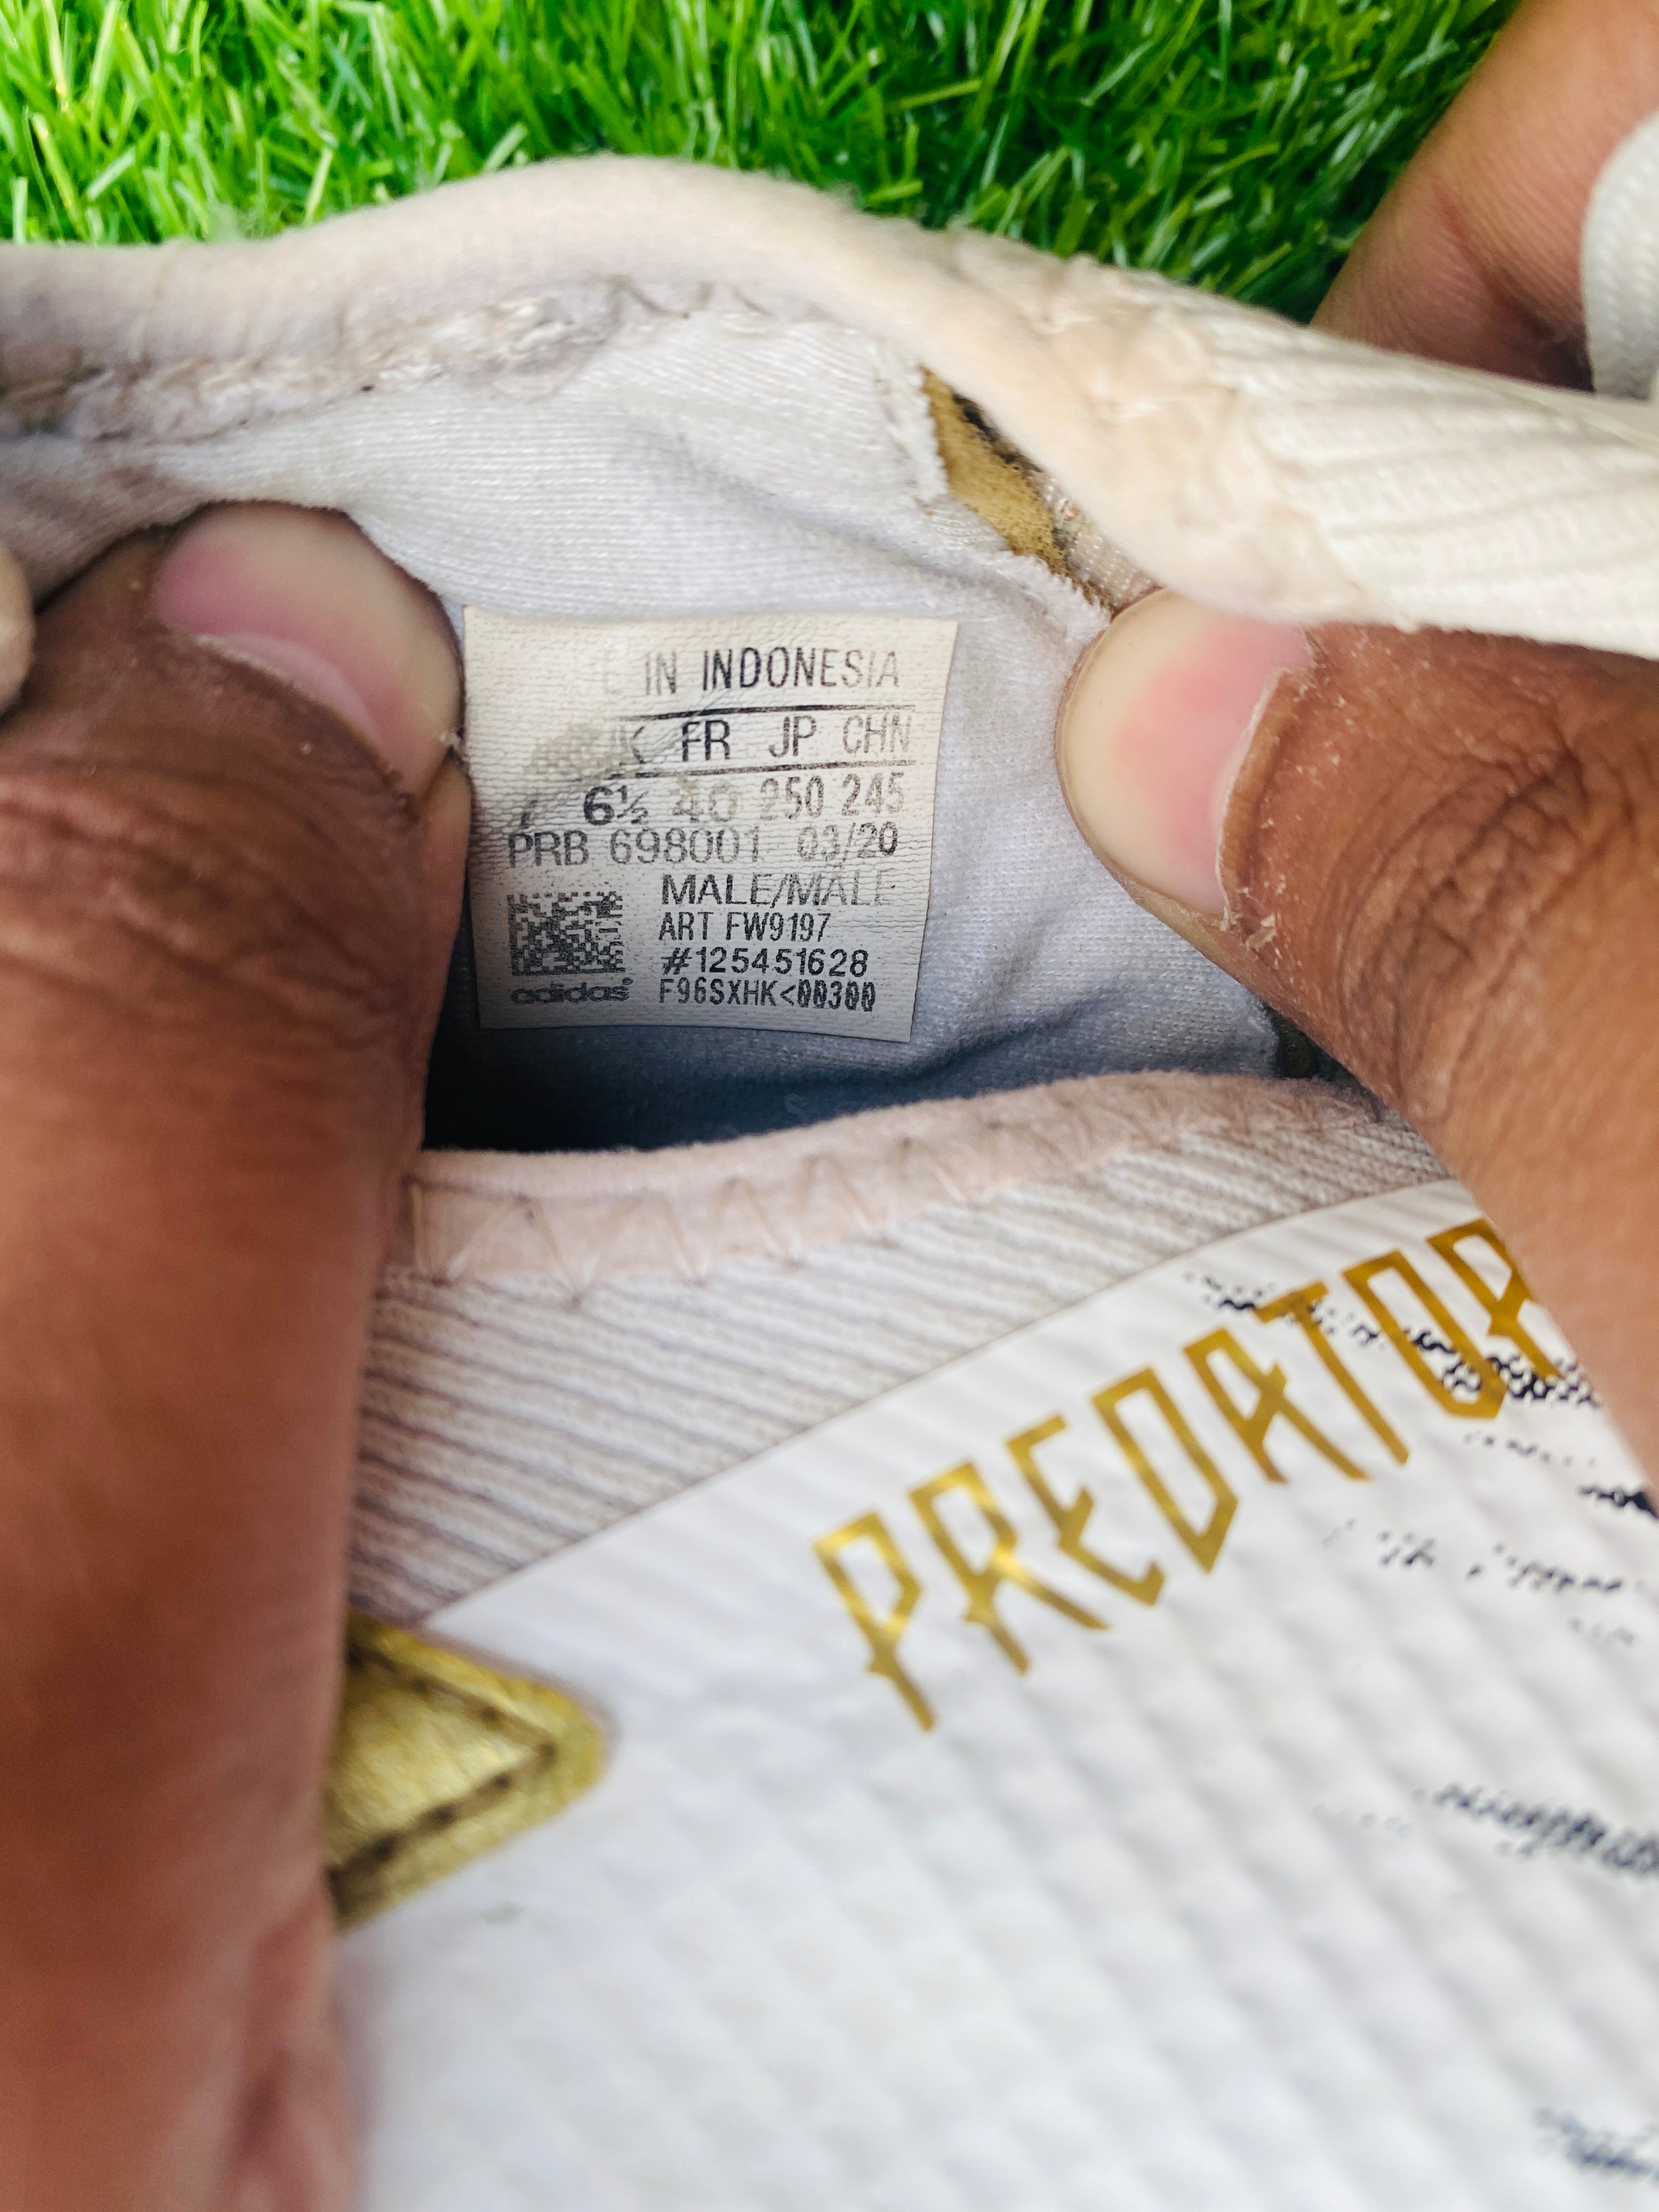 E IN INDONESIA
K FR JP CHN
7 6½ 40 250 245
PRB 698001 03/20
MALE/MALE
ART FW9197
#125451628
adidas F96SXHK<00300
PREDATOR